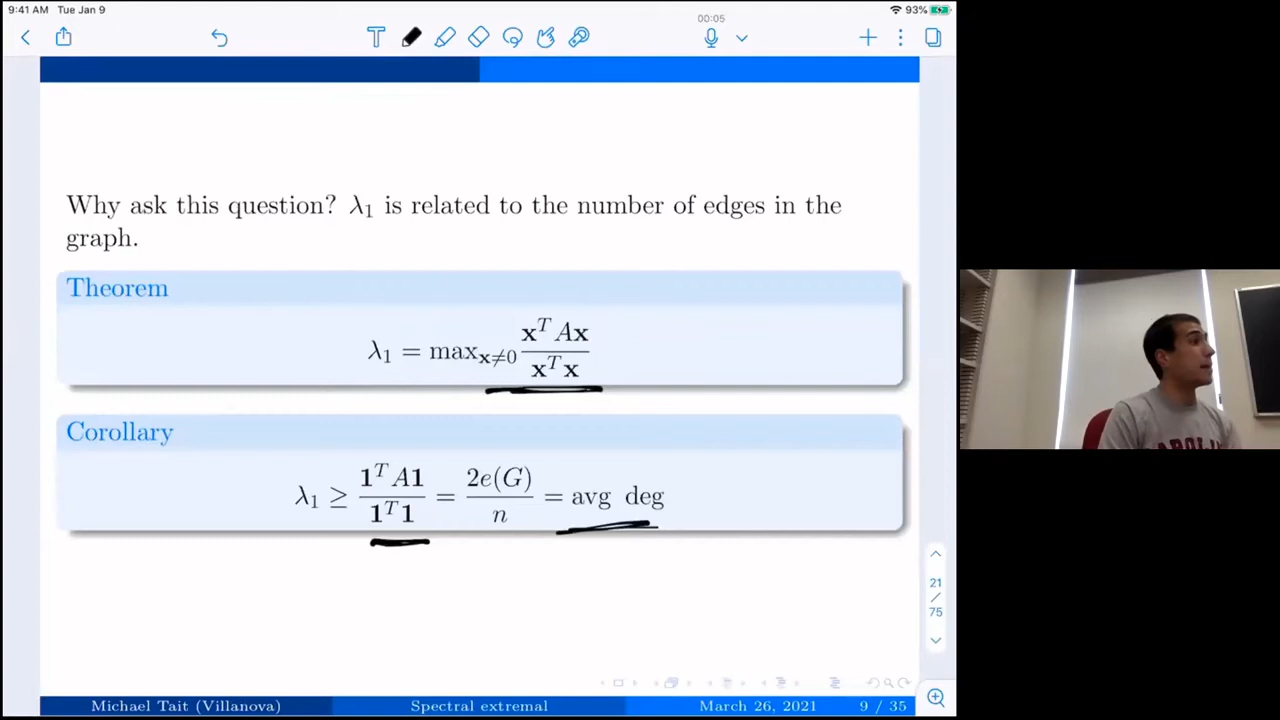 9:41 AM Tue Jan 9
93%
00:05
Why ask this question? λ₁ is related to the number of edges in the
graph.
Theorem
λ₁ = max_{𝐱≠0} 𝐱ᵀA𝐱 / 𝐱ᵀ𝐱
Corollary
λ₁ ≥ 𝟏ᵀA𝟏 / 𝟏ᵀ𝟏 = 2e(G) / n = avg deg
21
/
75
Michael Tait (Villanova)
Spectral extremal
March 26, 2021
9 / 35